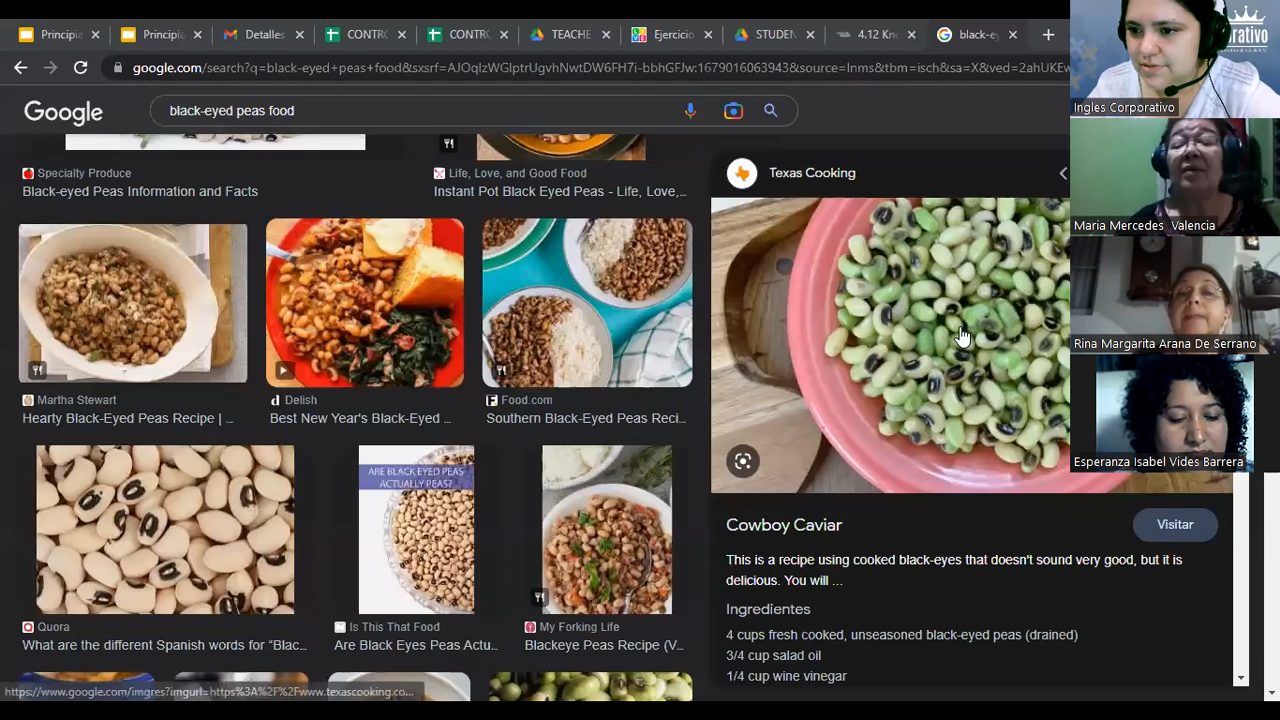 Principia
Principia
Detalles
CONTRO
CONTRO
TEACHE
Ejercicio
STUDEN
4.12 Kno
black-ey
google.com/search?q=black-eyed+peas+food&sxsrf=AJOqlzWGlptrUgvhNwtDW6FH7i-bbhGFJw:1679016063943&source=lnms&tbm=isch&sa=X&ved=2ahUKEw
Google
black-eyed peas food
Specialty Produce
Black-eyed Peas Information and Facts
Life, Love, and Good Food
Instant Pot Black Eyed Peas - Life, Love,...
Martha Stewart
Hearty Black-Eyed Peas Recipe | ...
Delish
Best New Year's Black-Eyed ...
Food.com
Southern Black-Eyed Peas Reci...
ARE BLACK EYED PEAS
ACTUALLY PEAS?
Quora
What are the different Spanish words for “Blac...
Is This That Food
Are Black Eyes Peas Actu...
My Forking Life
Blackeye Peas Recipe (V...
Texas Cooking
Cowboy Caviar
Visitar
This is a recipe using cooked black-eyes that doesn't sound very good, but it is
delicious. You will ...
Ingredientes
4 cups fresh cooked, unseasoned black-eyed peas (drained)
3/4 cup salad oil
1/4 cup wine vinegar
https://www.google.com/imgres?imgurl=https%3A%2F%2Fwww.texascooking.co...
Ingles Corporativo
Maria Mercedes Valencia
Rina Margarita Arana De Serrano
Esperanza Isabel Vides Barrera